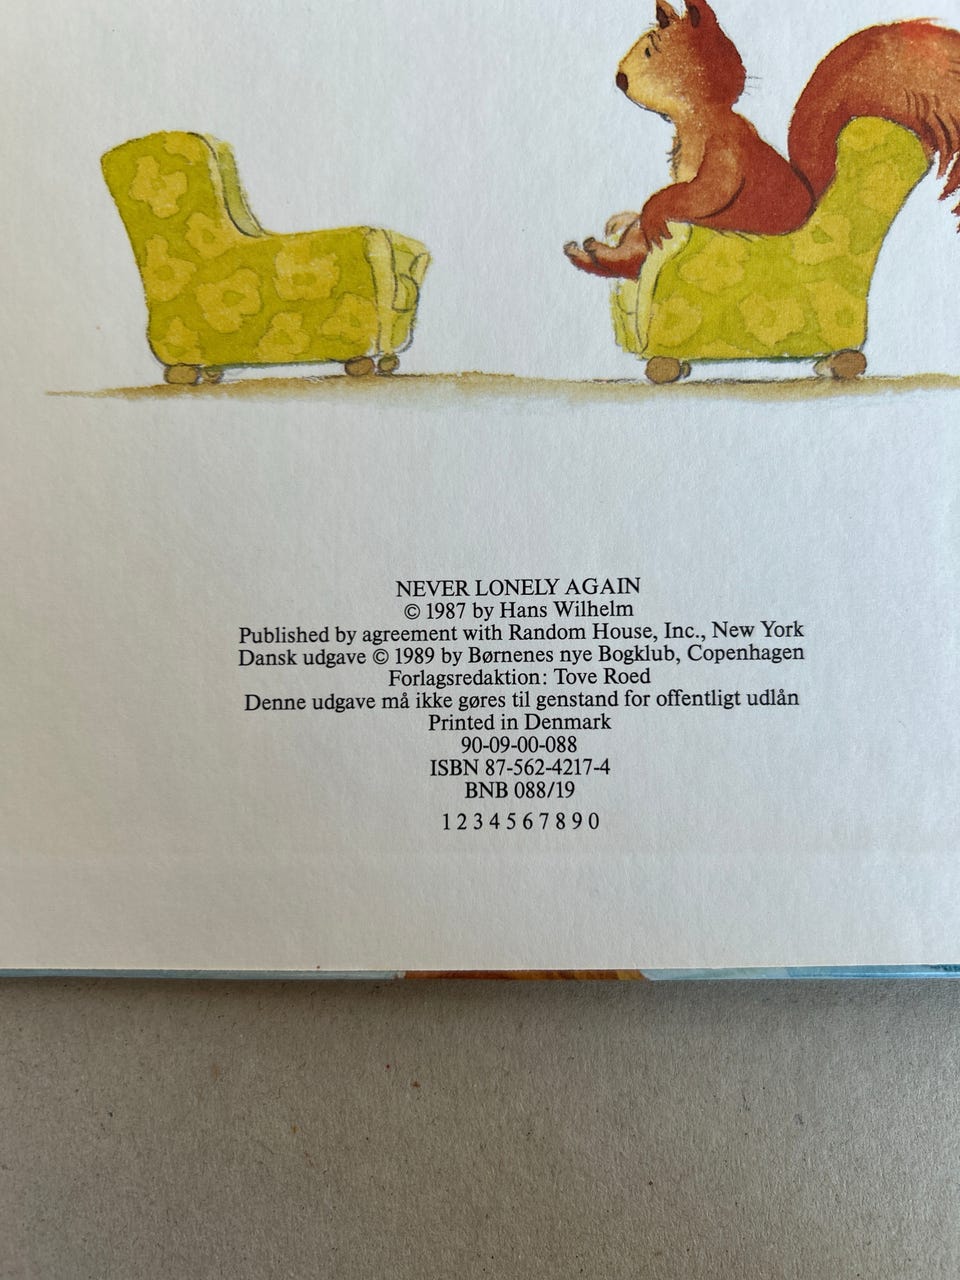 NEVER LONELY AGAIN
© 1987 by Hans Wilhelm
Published by agreement with Random House, Inc., New York
Dansk udgave © 1989 by Børnenes nye Bogklub, Copenhagen
Forlagsredaktion: Tove Roed
Denne udgave må ikke gøres til genstand for offentligt udlån
Printed in Denmark
90-09-00-088
ISBN 87-562-4217-4
BNB 088/19
1 2 3 4 5 6 7 8 9 0